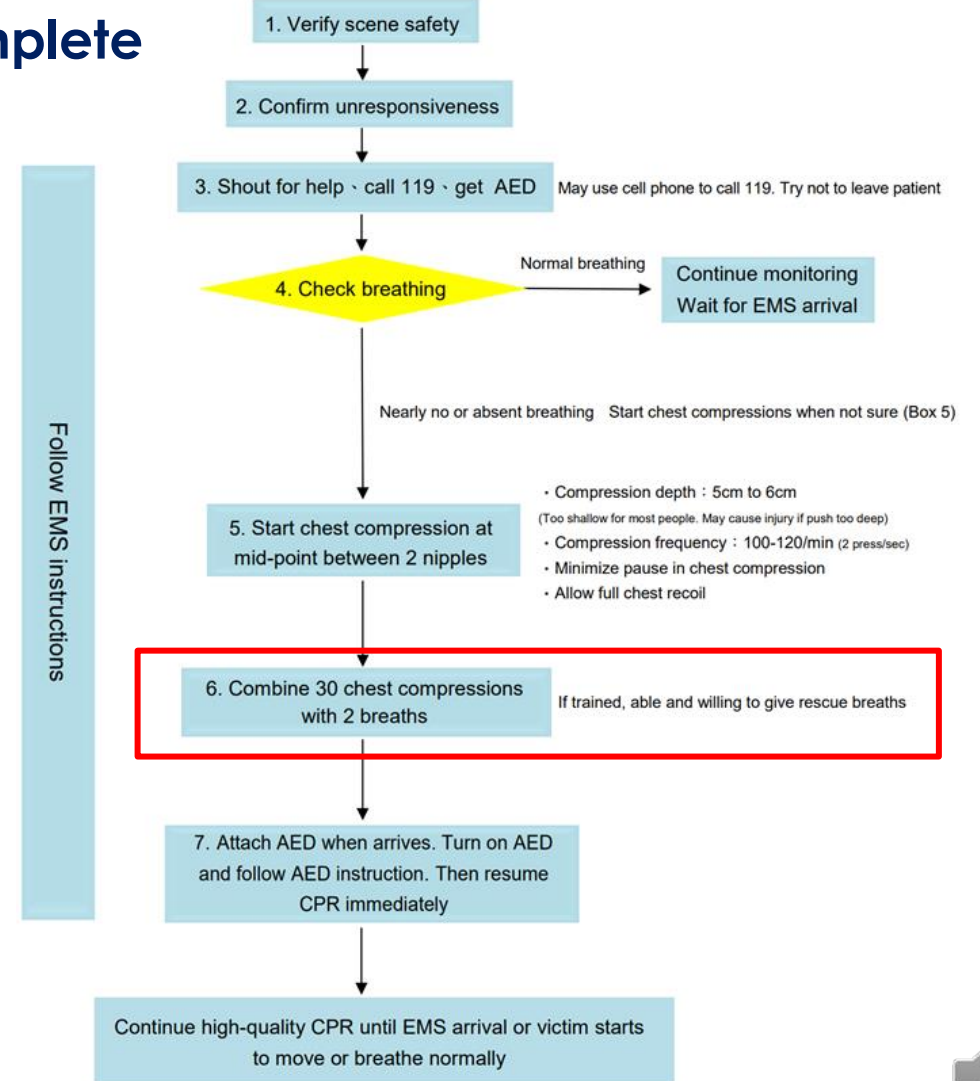 1. Verify scene safety
2. Confirm unresponsiveness
3. Shout for help、call 119、get AED
May use cell phone to call 119. Try not to leave patient
4. Check breathing
Normal breathing
Continue monitoring
Wait for EMS arrival
Nearly no or absent breathing Start chest compressions when not sure (Box 5)
Follow EMS instructions
5. Start chest compression at
mid-point between 2 nipples
・Compression depth：5cm to 6cm
(Too shallow for most people. May cause injury if push too deep)
・Compression frequency：100-120/min (2 press/sec)
・Minimize pause in chest compression
・Allow full chest recoil
6. Combine 30 chest compressions
with 2 breaths
If trained, able and willing to give rescue breaths
7. Attach AED when arrives. Turn on AED
and follow AED instruction. Then resume
CPR immediately
Continue high-quality CPR until EMS arrival or victim starts
to move or breathe normally